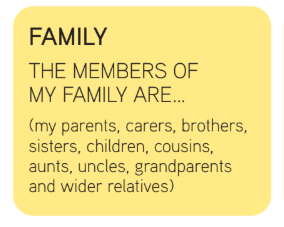 FAMILY
THE MEMBERS OF
MY FAMILY ARE...
(my parents, carers, brothers,
sisters, children, cousins,
aunts, uncles, grandparents
and wider relatives)